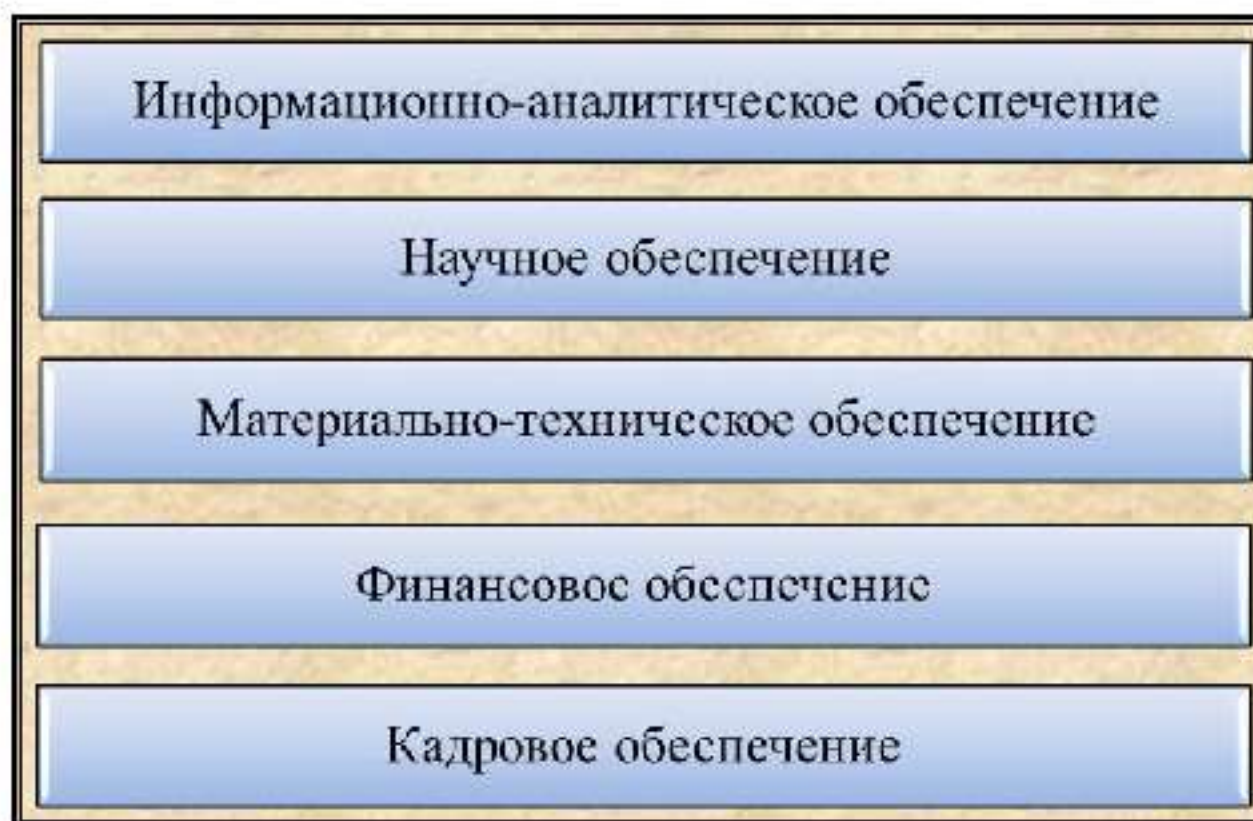 Информационно-аналитическое обеспечение
Научное обеспечение
Материально-техническое обеспечение
Финансовое обеспечение
Кадровое обеспечение